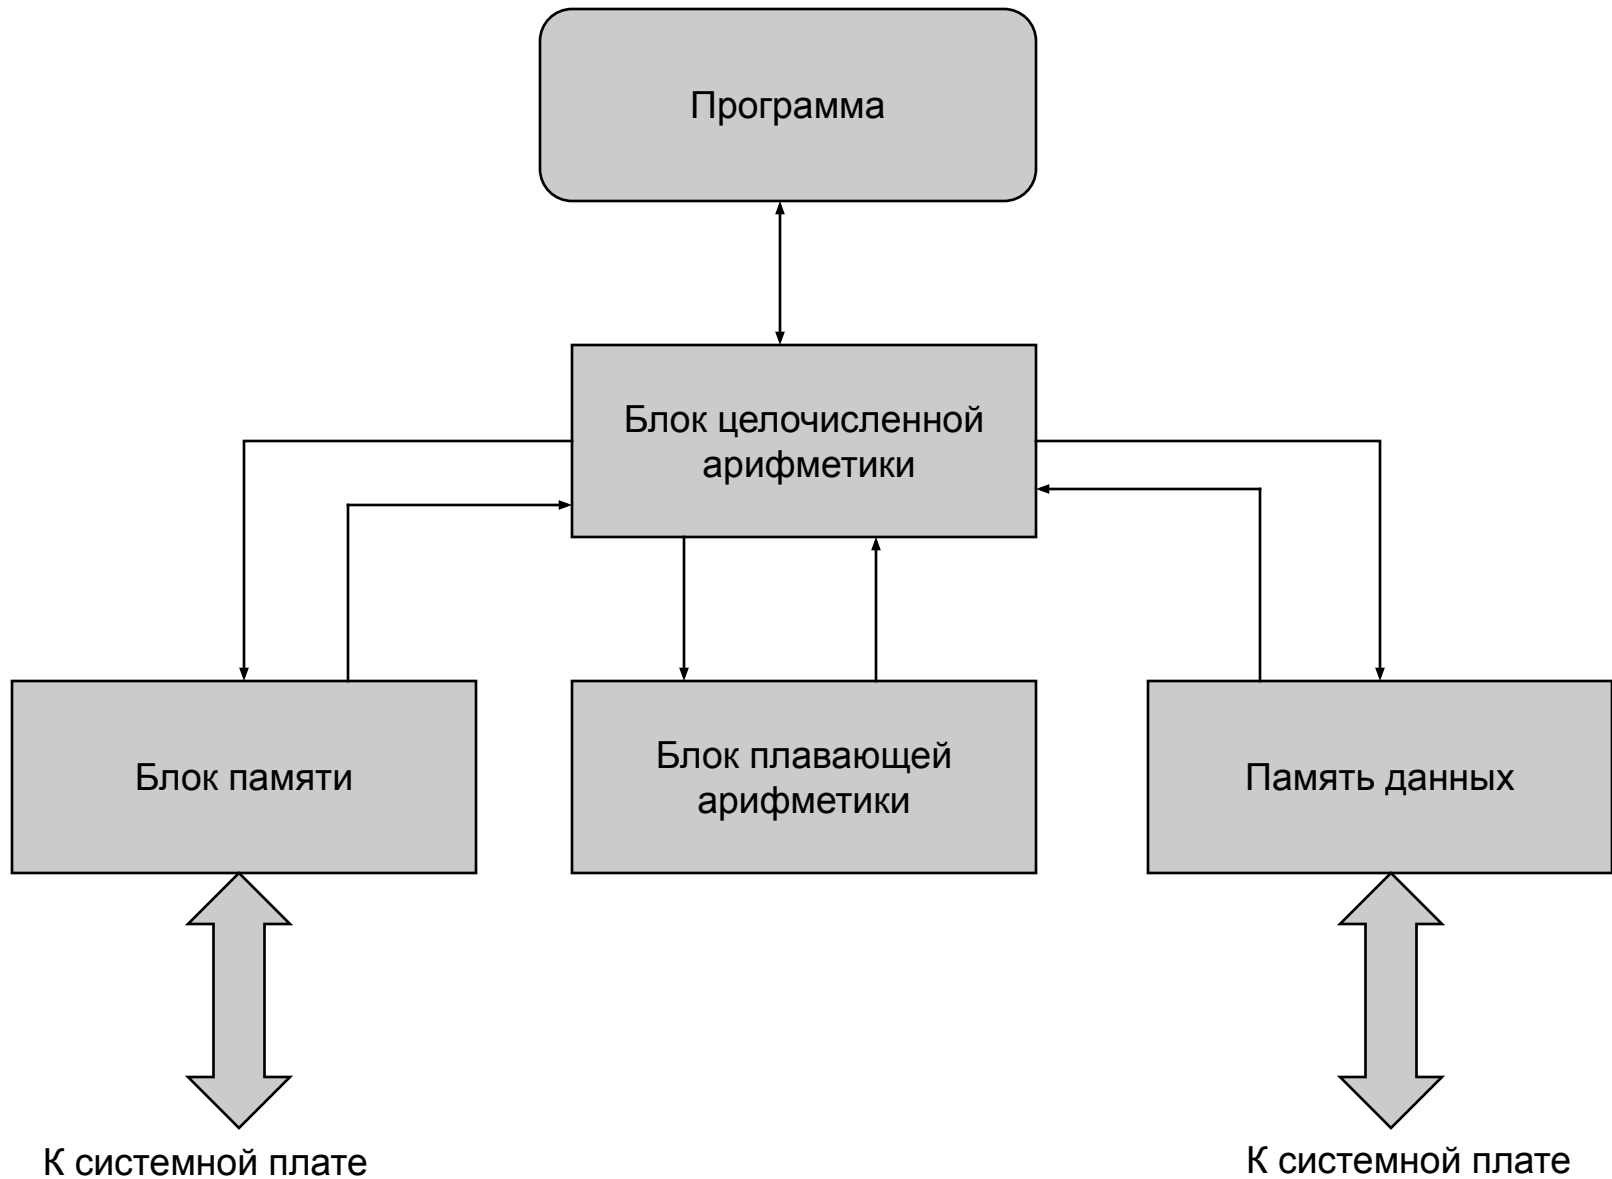 Программа
Блок целочисленной
арифметики
Блок памяти
Блок плавающей
арифметики
Память данных
К системной плате
К системной плате